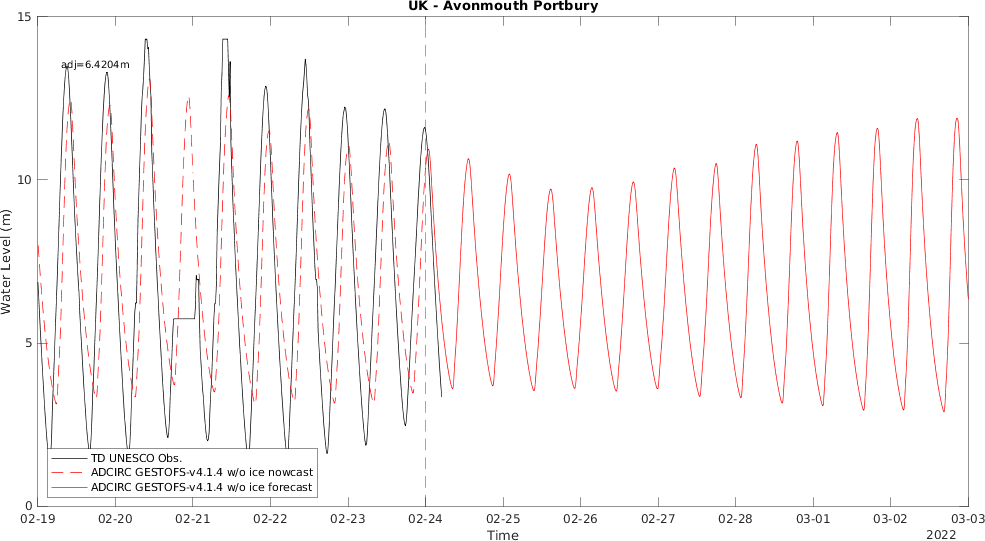 UK - Avonmouth Portbury
15
adj=6.4204m
10
Water Level (m)
5
TD UNESCO Obs.
ADCIRC GESTOFS-v4.1.4 w/o ice nowcast
ADCIRC GESTOFS-v4.1.4 w/o ice forecast
0
02-19 02-20 02-21 02-22 02-23 02-24 02-25 02-26 02-27 02-28 03-01 03-02 03-03
Time
2022